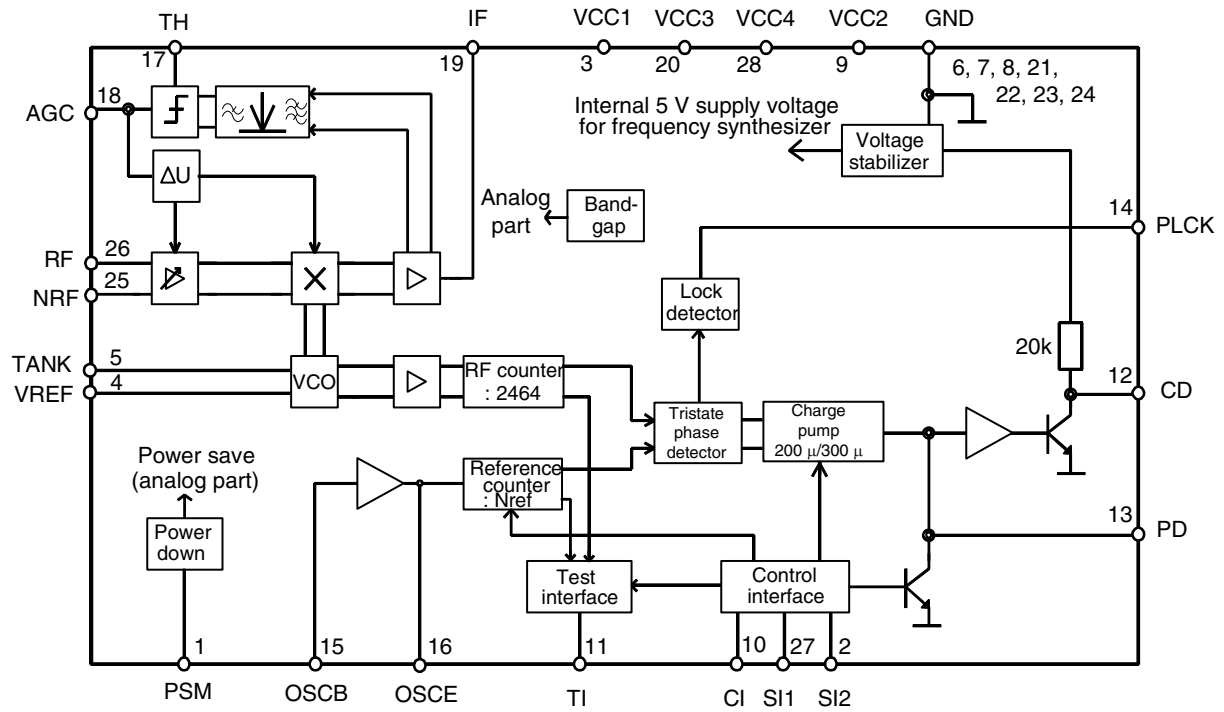 TH
IF
VCC1
VCC3
VCC4
VCC2
GND
17
19
3
20
28
9
6, 7, 8, 21,
22, 23, 24
AGC
18
Internal 5 V supply voltage
for frequency synthesizer
Voltage
stabilizer
ΔU
Analog
part
Band-
gap
14
PLCK
RF
26
25
NRF
Lock
detector
20k
TANK
5
VREF
4
VCO
RF counter
: 2464
12
CD
Tristate
phase
detector
Charge
pump
200 μ/300 μ
Power save
(analog part)
Reference
counter
: Nref
13
PD
Power
down
Test
interface
Control
interface
1
15
16
11
10
27
2
PSM
OSCB
OSCE
TI
CI
SI1
SI2